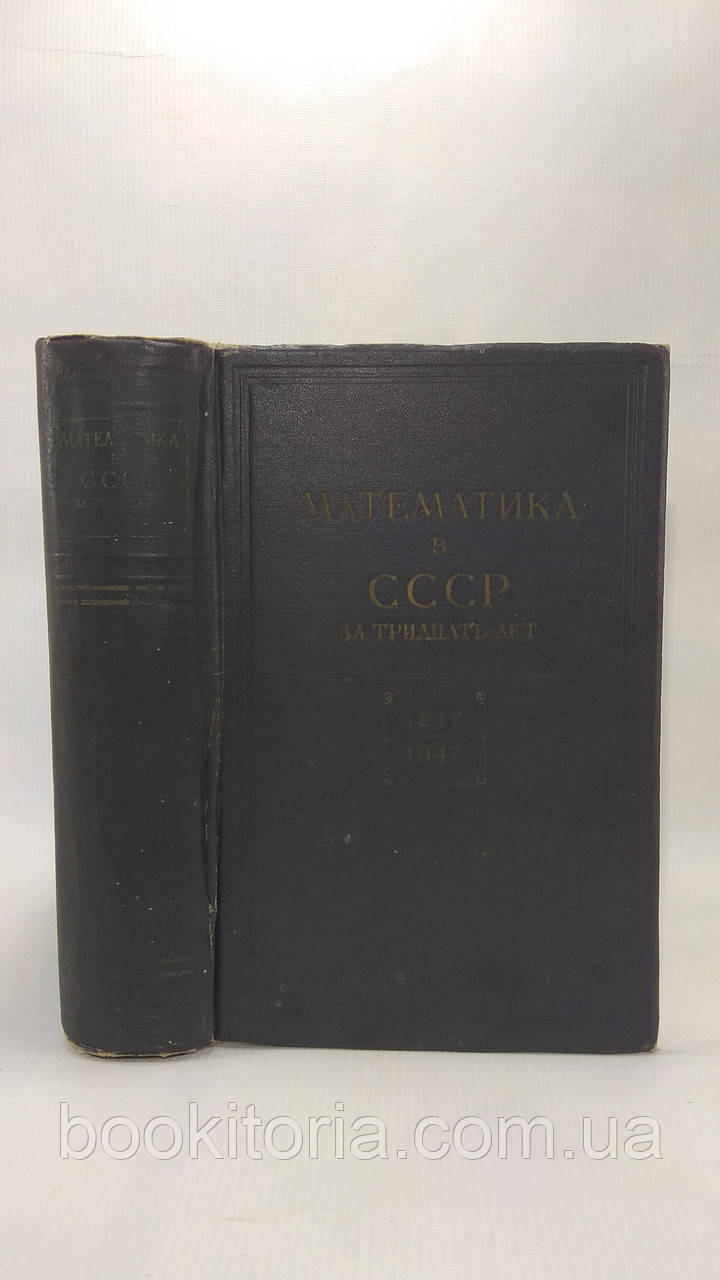 МАТЕМАТИКА
СССР
МАТЕМАТИКА
В
СССР
ЗА ТРИДЦАТЬ ЛЕТ
1917
1947
bookitoria.com.ua